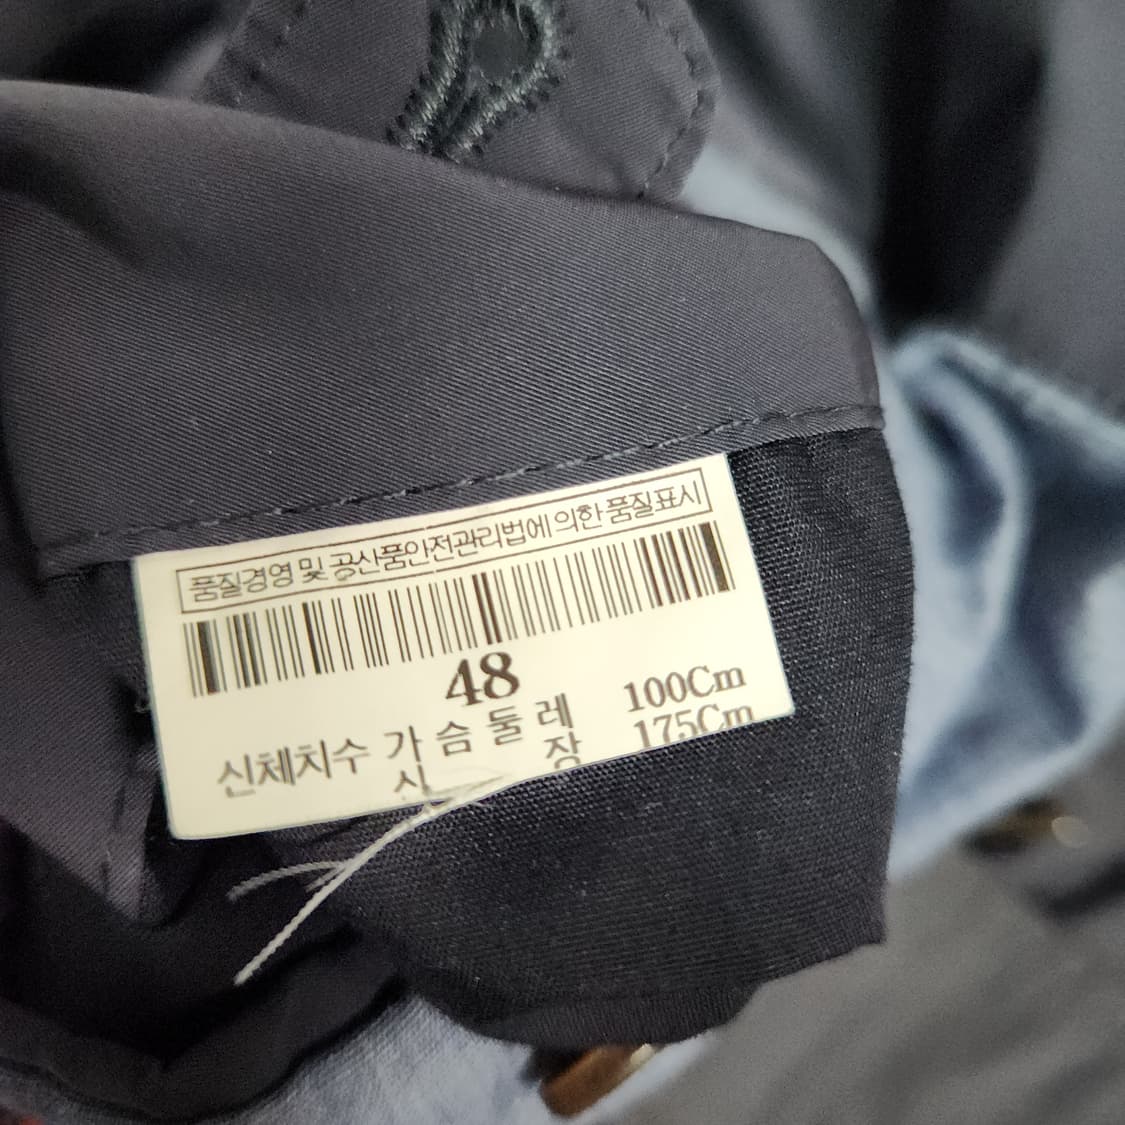 품질경영 및 공산품안전관리법에 의한 품질표시
48
신체치수 가 슴 둘 레 100Cm
신 장 175Cm